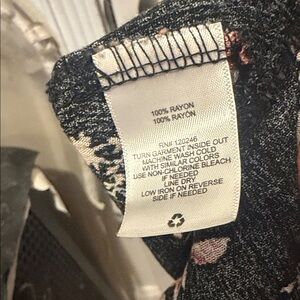 100% RAYON
100% RAYÓN
RN# 120246
TURN GARMENT INSIDE OUT
MACHINE WASH COLD
WITH SIMILAR COLORS
USE NON-CHLORINE BLEACH
IF NEEDED
LINE DRY
LOW IRON ON REVERSE
SIDE IF NEEDED